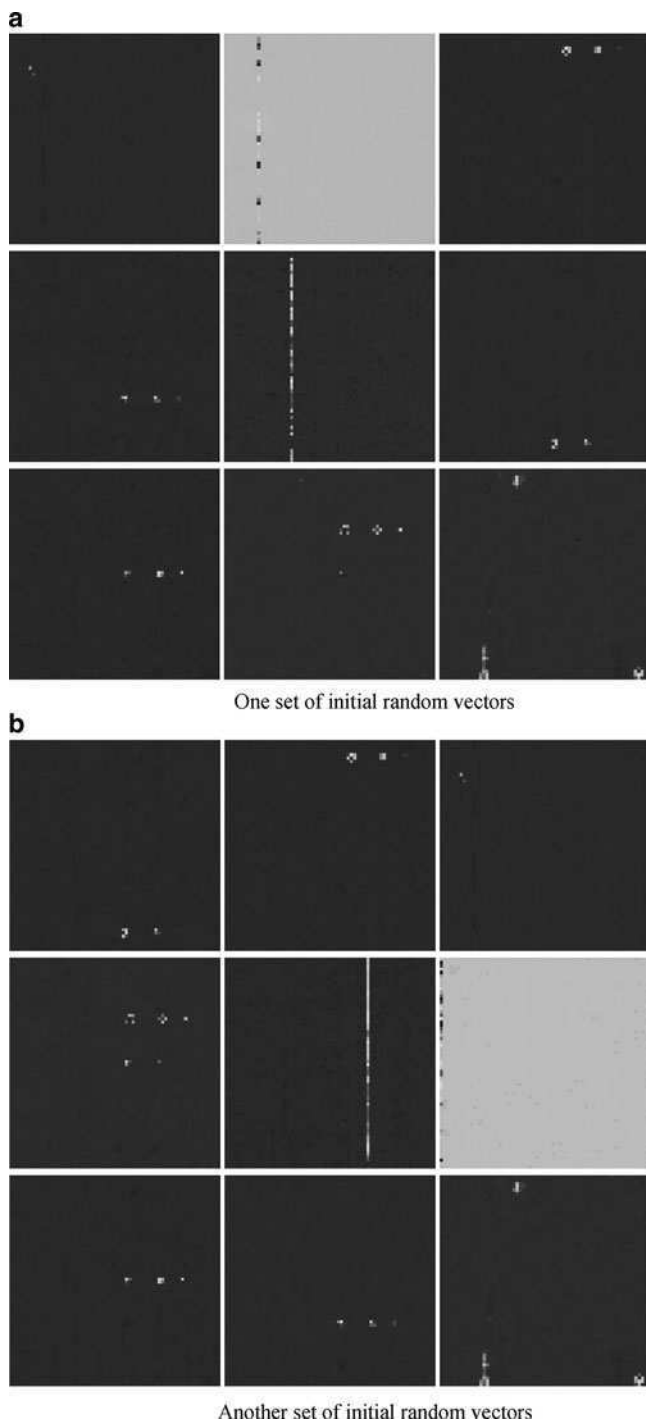 a
One set of initial random vectors
b
Another set of initial random vectors